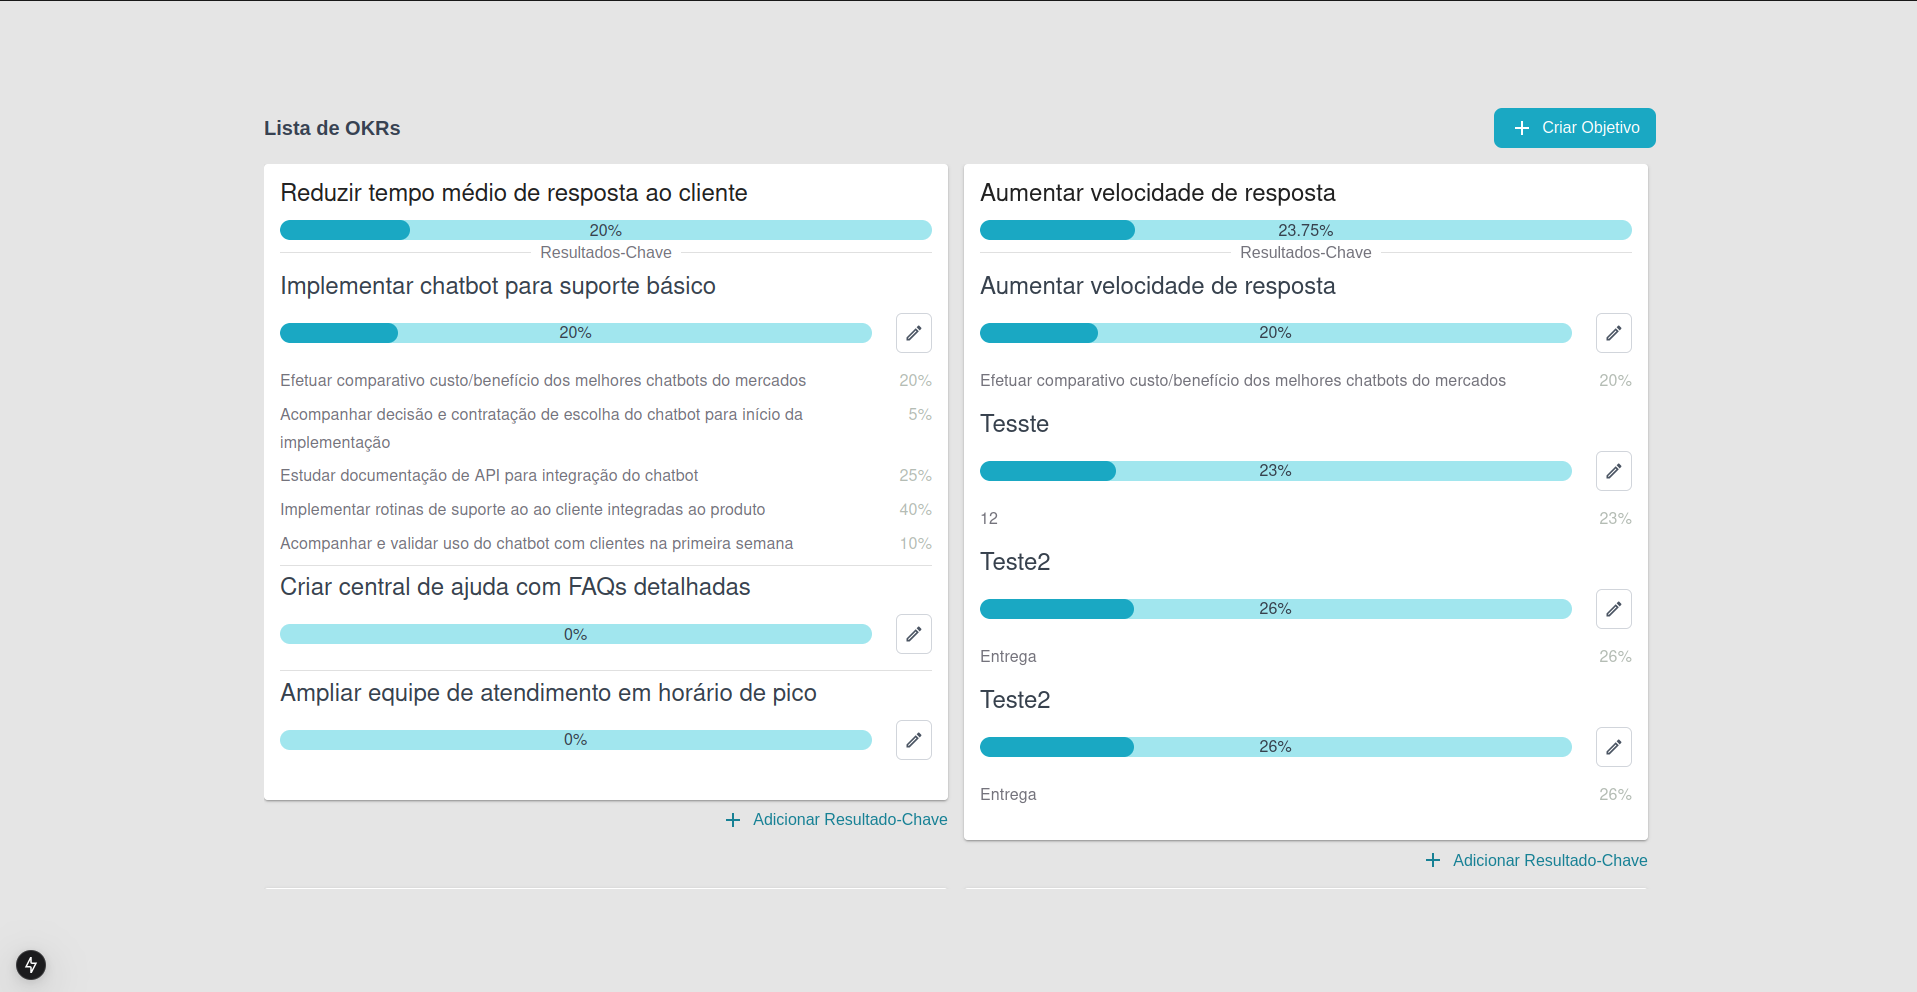 Lista de OKRs
Criar Objetivo
Reduzir tempo médio de resposta ao cliente
20%
Resultados-Chave
Implementar chatbot para suporte básico
20%
Efetuar comparativo custo/benefício dos melhores chatbots do mercados 20%
Acompanhar decisão e contratação de escolha do chatbot para início da 5%
implementação
Estudar documentação de API para integração do chatbot 25%
Implementar rotinas de suporte ao ao cliente integradas ao produto 40%
Acompanhar e validar uso do chatbot com clientes na primeira semana 10%
Criar central de ajuda com FAQs detalhadas
0%
Ampliar equipe de atendimento em horário de pico
0%
Adicionar Resultado-Chave
Aumentar velocidade de resposta
23.75%
Resultados-Chave
Aumentar velocidade de resposta
20%
Efetuar comparativo custo/benefício dos melhores chatbots do mercados 20%
Tesste
23%
12 23%
Teste2
26%
Entrega 26%
Teste2
26%
Entrega 26%
Adicionar Resultado-Chave